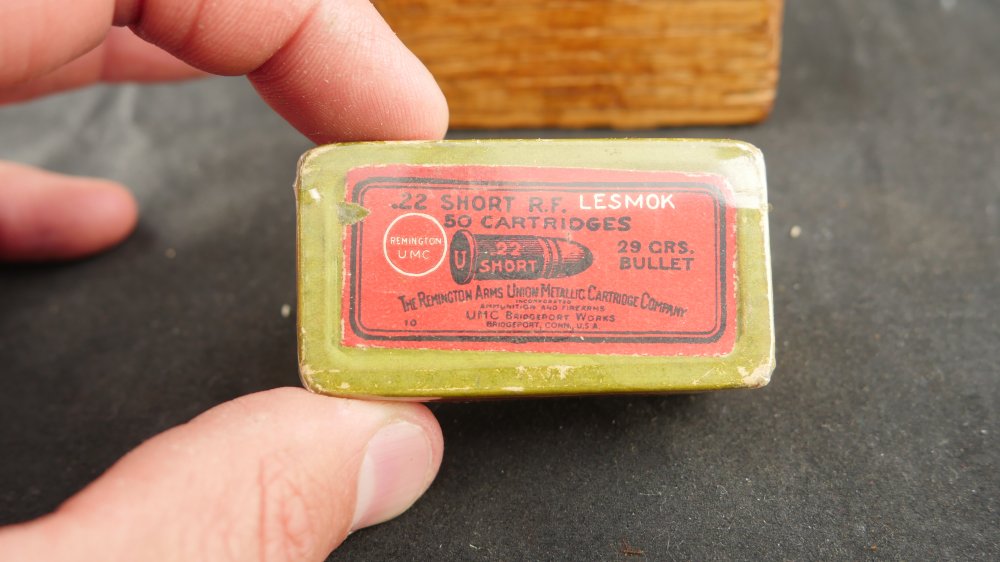 .22 SHORT R.F. LESMOK
50 CARTRIDGES
REMINGTON
UMC
U
.22
SHORT
29 GRS.
BULLET
THE REMINGTON ARMS UNION METALLIC CARTRIDGE COMPANY
INCORPORATED
AMMUNITION AND FIREARMS
UMC BRIDGEPORT WORKS
BRIDGEPORT, CONN., U.S.A.
10